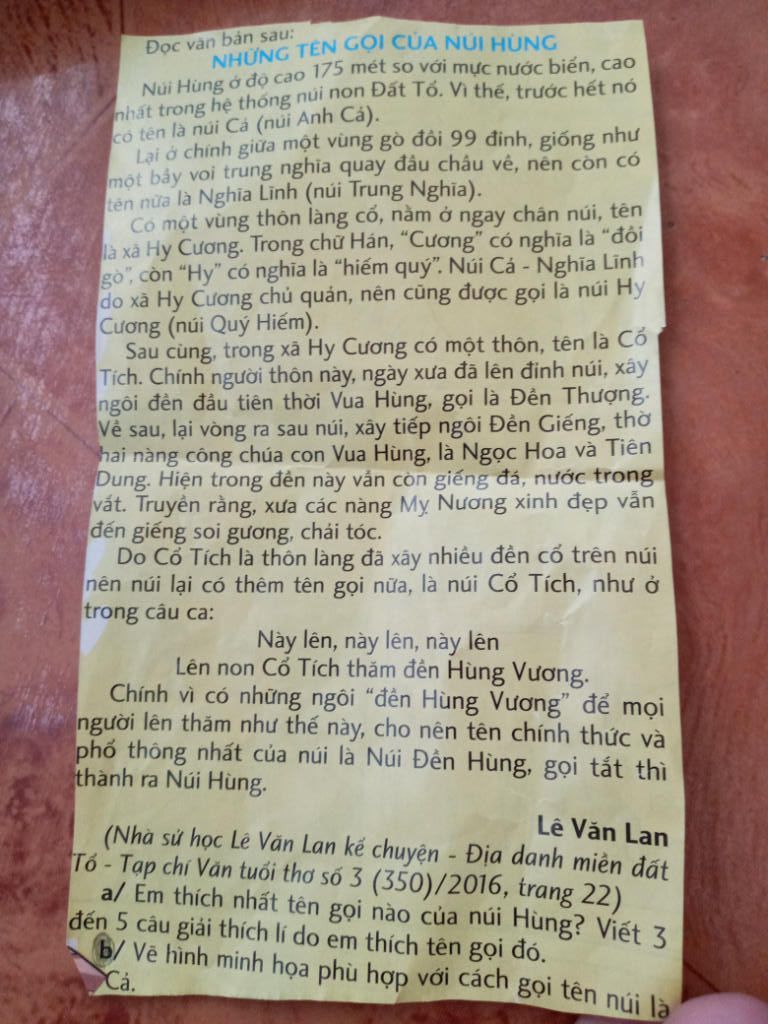 Đọc văn bản sau:
NHỮNG TÊN GỌI CỦA NÚI HÙNG
Núi Hùng ở độ cao 175 mét so với mực nước biển, cao
nhất trong hệ thống núi non Đất Tổ. Vì thế, trước hết nó
có tên là núi Cả (núi Anh Cả).
Lại ở chính giữa một vùng gò đồi 99 đỉnh, giống như
một bầy voi trung nghĩa quay đầu chầu về, nên còn có
tên nữa là Nghĩa Lĩnh (núi Trung Nghĩa).
Có một vùng thôn làng cổ, nằm ở ngay chân núi, tên
là xã Hy Cương. Trong chữ Hán, “Cương” có nghĩa là “đồi
gò”, còn “Hy” có nghĩa là “hiếm quý”. Núi Cả - Nghĩa Lĩnh
do xã Hy Cương chủ quản, nên cũng được gọi là núi Hy
Cương (núi Quý Hiếm).
Sau cùng, trong xã Hy Cương có một thôn, tên là Cổ
Tích. Chính người thôn này, ngày xưa đã lên đỉnh núi, xây
ngôi đền đầu tiên thời Vua Hùng, gọi là Đền Thượng.
Về sau, lại vòng ra sau núi, xây tiếp ngôi Đền Giếng, thờ
hai nàng công chúa con Vua Hùng, là Ngọc Hoa và Tiên
Dung. Hiện trong đền này vẫn còn giếng đá, nước trong
vắt. Truyền rằng, xưa các nàng Mỵ Nương xinh đẹp vẫn
đến giếng soi gương, chải tóc.
Do Cổ Tích là thôn làng đã xây nhiều đền cổ trên núi
nên núi lại có thêm tên gọi nữa, là núi Cổ Tích, như ở
trong câu ca:
Này lên, này lên, này lên
Lên non Cổ Tích thăm đền Hùng Vương.
Chính vì có những ngôi “đền Hùng Vương” để mọi
người lên thăm như thế này, cho nên tên chính thức và
phổ thông nhất của núi là Núi Đền Hùng, gọi tắt thì
thành ra Núi Hùng.
Lê Văn Lan
(Nhà sử học Lê Văn Lan kể chuyện - Địa danh miền đất
Tổ - Tạp chí Văn tuổi thơ số 3 (350)/2016, trang 22)
a/ Em thích nhất tên gọi nào của núi Hùng? Viết 3
đến 5 câu giải thích lí do em thích tên gọi đó.
b/ Vẽ hình minh họa phù hợp với cách gọi tên núi là
Cả.